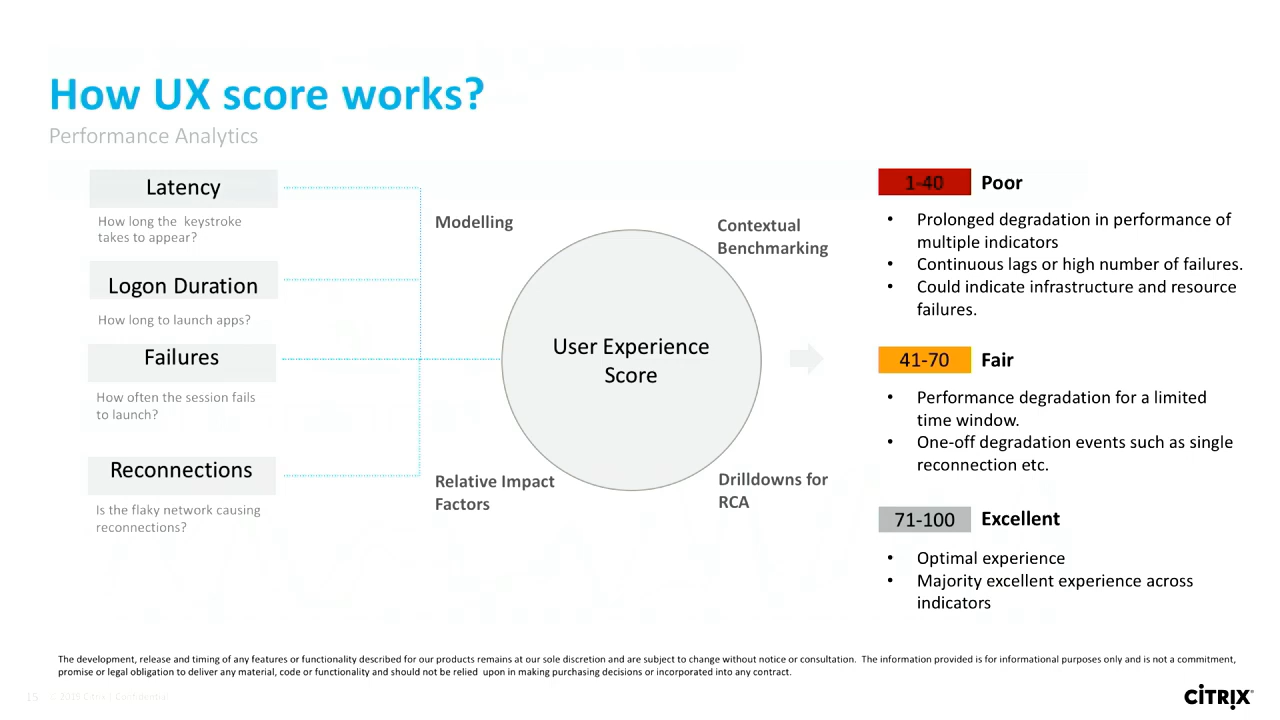 How UX score works?
Performance Analytics
Latency
How long the keystroke
takes to appear?
Logon Duration
How long to launch apps?
Failures
How often the session fails
to launch?
Reconnections
Is the flaky network causing
reconnections?
Modelling
Contextual
Benchmarking
User Experience
Score
Relative Impact
Factors
Drilldowns for
RCA
1-40
Poor
• Prolonged degradation in performance of
multiple indicators
• Continuous lags or high number of failures.
• Could indicate infrastructure and resource
failures.
41-70
Fair
• Performance degradation for a limited
time window.
• One-off degradation events such as single
reconnection etc.
71-100
Excellent
• Optimal experience
• Majority excellent experience across
indicators
The development, release and timing of any features or functionality described for our products remains at our sole discretion and are subject to change without notice or consultation. The information provided is for informational purposes only and is not a commitment,
promise or legal obligation to deliver any material, code or functionality and should not be relied upon in making purchasing decisions or incorporated into any contract.
15
Citrix | Confidential
CİTRIX